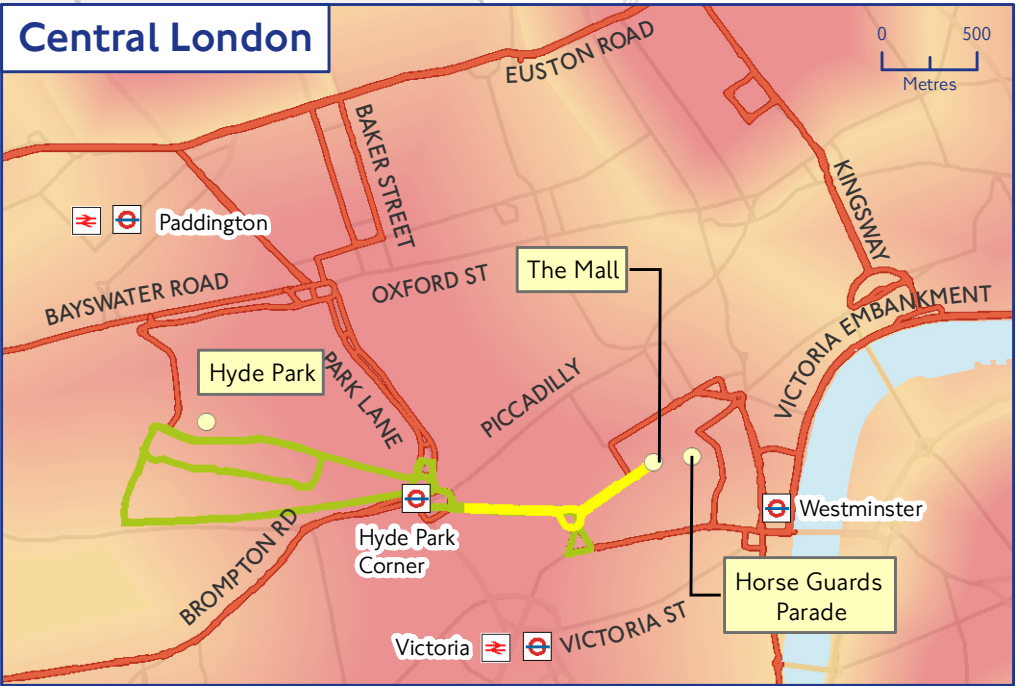 Central London
0 500
Metres
EUSTON ROAD
BAKER STREET
KINGSWAY
Paddington
The Mall
OXFORD ST
BAYSWATER ROAD
VICTORIA EMBANKMENT
Hyde Park
PARK LANE
PICCADILLY
Westminster
Hyde Park
Corner
BROMPTON RD
Horse Guards
Parade
Victoria
VICTORIA ST